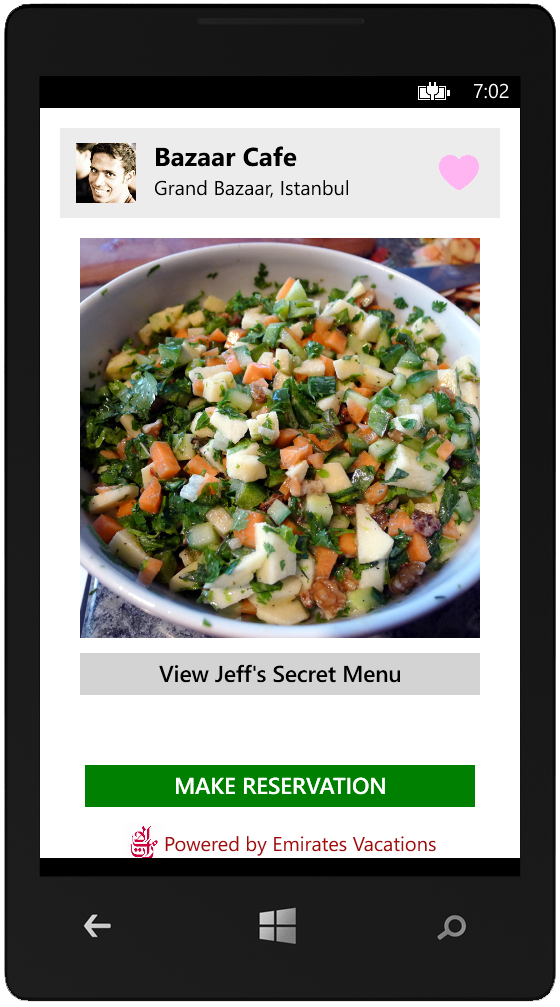 7:02
Bazaar Cafe
Grand Bazaar, Istanbul
View Jeff's Secret Menu
MAKE RESERVATION
Powered by Emirates Vacations